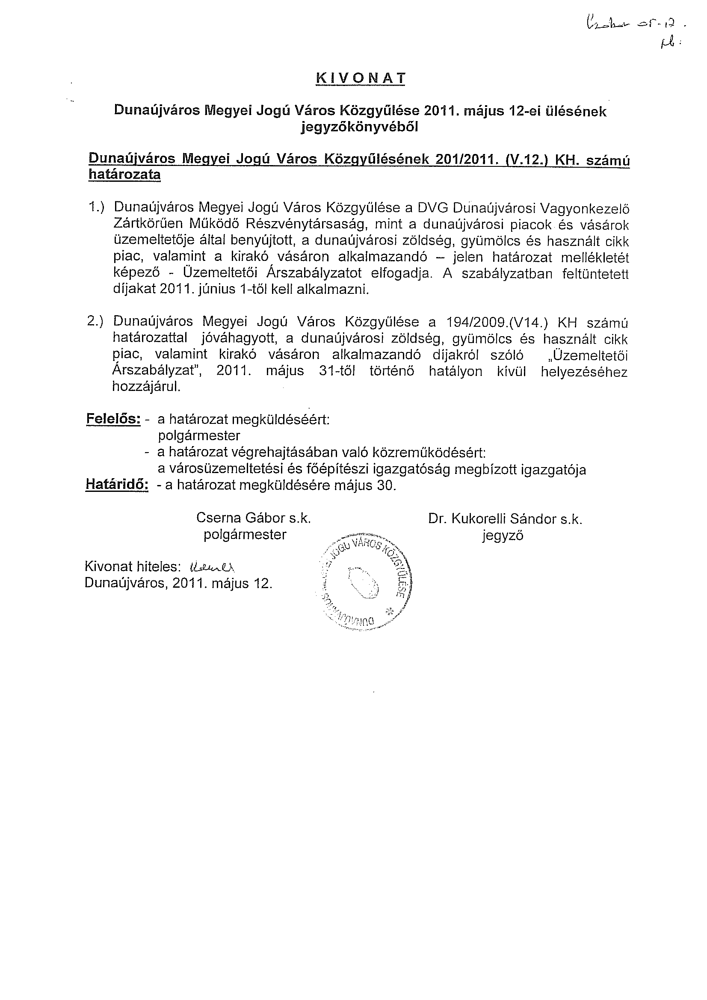 05-17.
KIVONAT
Dunaújváros Megyei Jogú Város Közgyűlése 2011. május 12-ei ülésének
jegyzőkönyvéből
Dunaújváros Megyei Jogú Város Közgyűlésének 201/2011. (V.12.) KH. számú
határozata
1.) Dunaújváros Megyei Jogú Város Közgyűlése a DVG Dunaújvárosi Vagyonkezelő
Zártkörűen Működő Részvénytársaság, mint a dunaújvárosi piacok és vásárok
üzemeltetője által benyújtott, a dunaújvárosi zöldség, gyümölcs és használt cikk
piac, valamint a kirakó vásáron alkalmazandó – jelen határozat mellékletét
képező - Üzemeltetői Árszabályzatot elfogadja. A szabályzatban feltüntetett
díjakat 2011. június 1-től kell alkalmazni.
2.) Dunaújváros Megyei Jogú Város Közgyűlése a 194/2009.(V14.) KH számú
határozattal jóváhagyott, a dunaújvárosi zöldség, gyümölcs és használt cikk
piac, valamint kirakó vásáron alkalmazandó díjakról szóló „Üzemeltetői
Árszabályzat”, 2011. május 31-től történő hatályon kívül helyezéséhez
hozzájárul.
Felelős: - a határozat megküldéséért:
polgármester
- a határozat végrehajtásában való közreműködésért:
a városüzemeltetési és főépítészi igazgatóság megbízott igazgatója
Határidő: - a határozat megküldésére május 30.
Cserna Gábor s.k. Dr. Kukorelli Sándor s.k.
polgármester jegyző
Kivonat hiteles:
Dunaújváros, 2011. május 12.
JOGÚ VÁROS KÖZGYŰLÉSE * DUNAÚJVÁROS